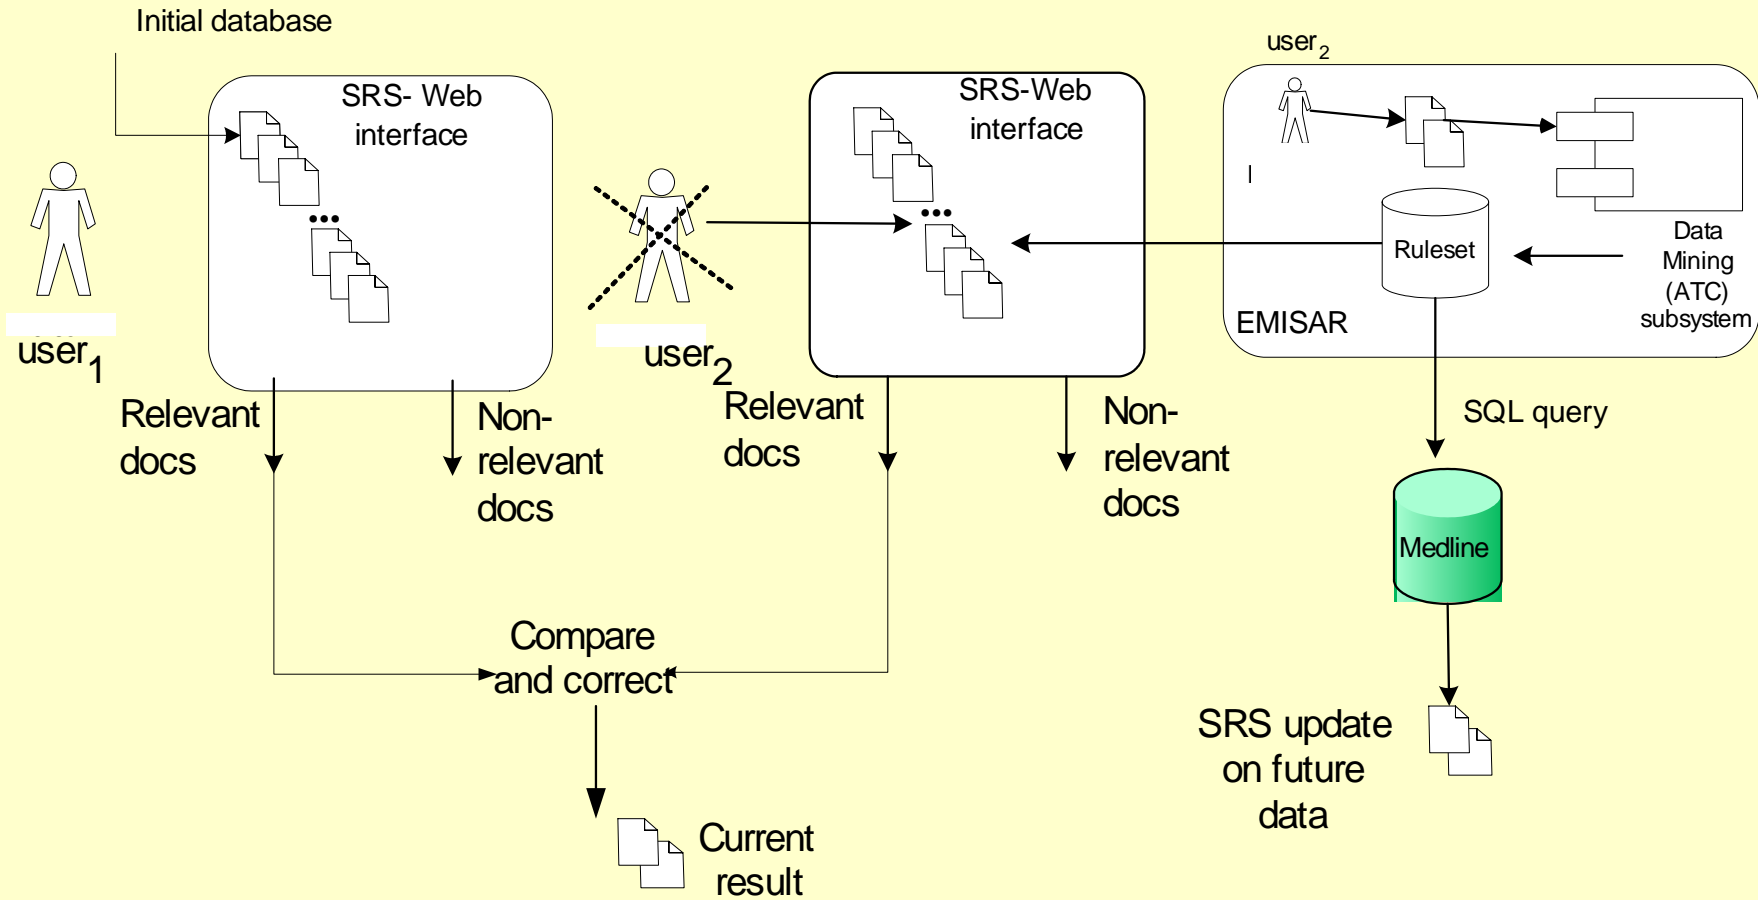 Initial database
SRS- Web
interface
...
user1
Relevant
docs
Non-
relevant
docs
user2
SRS-Web
interface
...
Relevant
docs
Non-
relevant
docs
Compare
and correct
Current
result
user2
I
Ruleset
Data
Mining
(ATC)
subsystem
EMISAR
SQL query
Medline
SRS update
on future
data